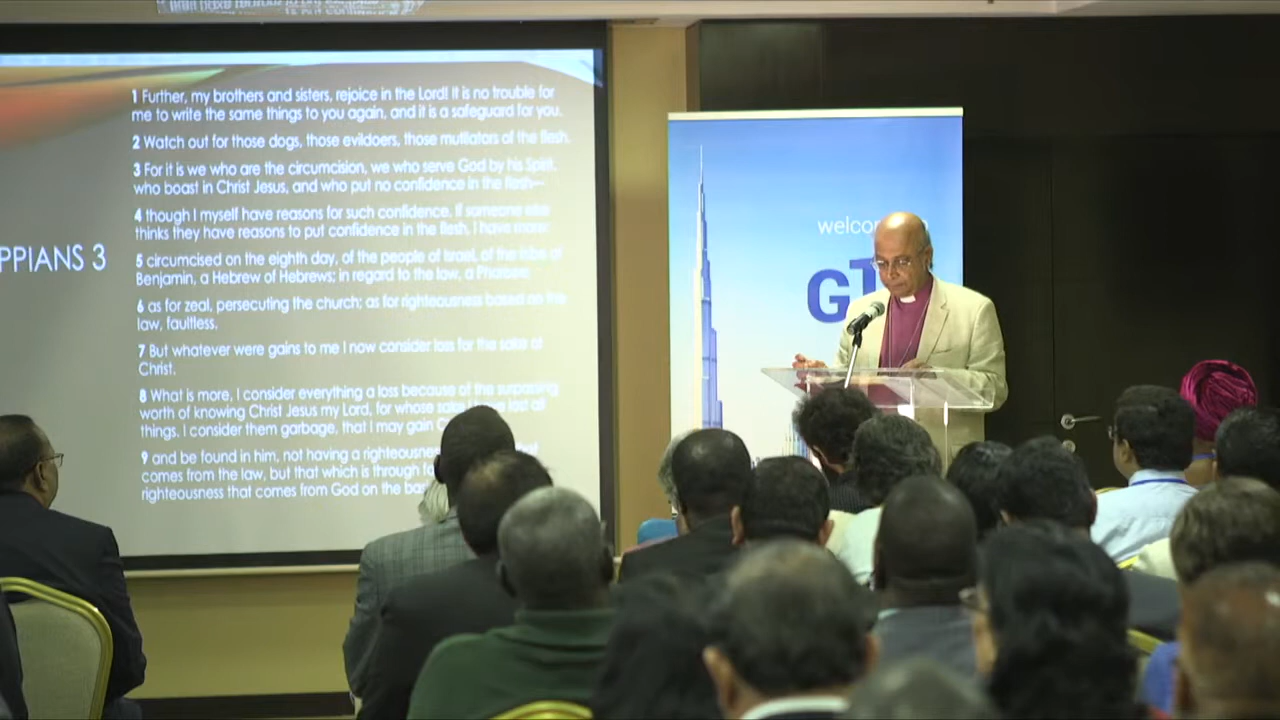 PPIANS 3
1 Further, my brothers and sisters, rejoice in the Lord! It is no trouble for
me to write the same things to you again, and it is a safeguard for you.
2 Watch out for those dogs, those evildoers, those mutilators of the flesh.
3 For it is we who are the circumcision, we who serve God by his Spirit,
who boast in Christ Jesus, and who put no confidence in the flesh—
4 though I myself have reasons for such confidence. If someone else
thinks they have reasons to put confidence in the flesh, I have more:
5 circumcised on the eighth day, of the people of Israel, of the tribe of
Benjamin, a Hebrew of Hebrews; in regard to the law, a Pharisee;
6 as for zeal, persecuting the church; as for righteousness based on the
law, faultless.
7 But whatever were gains to me I now consider loss for the sake of
Christ.
8 What is more, I consider everything a loss because of the surpassing
worth of knowing Christ Jesus my Lord, for whose sake I have lost all
things. I consider them garbage, that I may gain
9 and be found in him, not having a righteousness
comes from the law, but that which is through
righteousness that comes from God on the
welco
GT